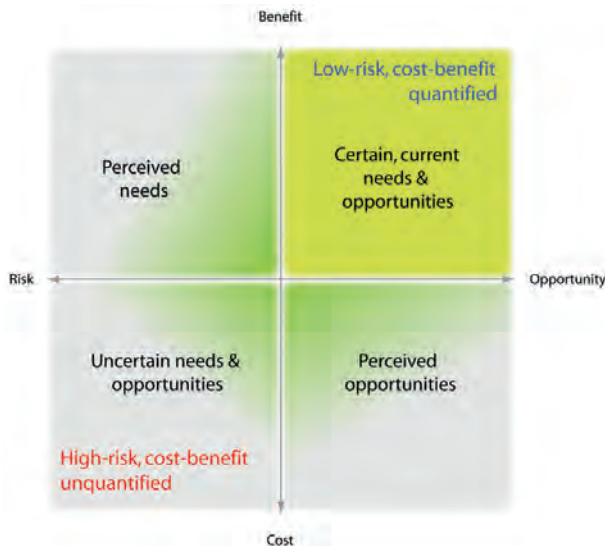 Benefit
Low-risk, cost-benefit
quantified
Perceived
needs
Certain, current
needs &
opportunities
Risk
Opportunity
Uncertain needs &
opportunities
Perceived
opportunities
High-risk, cost-benefit
unquantified
Cost